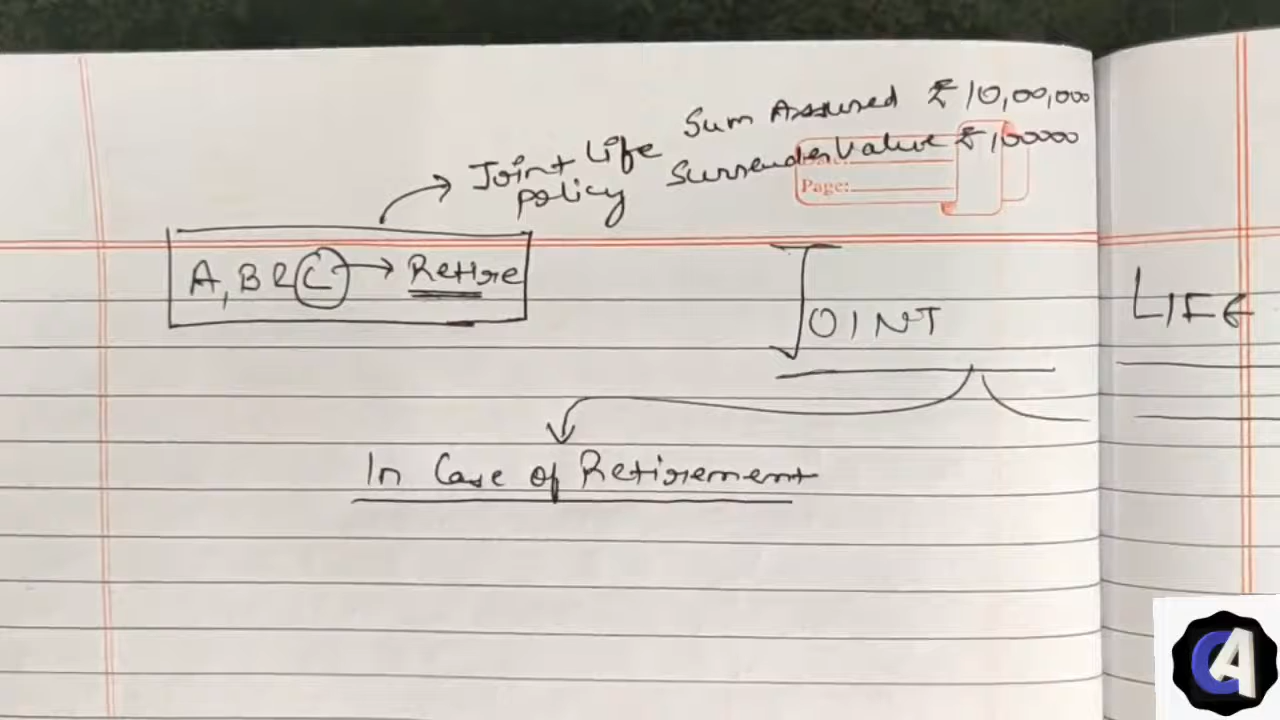 Joint Life Sum Assured ₹ 10,00,000
policy Surrender Value ₹ 100000
Page:
A, B & C → Retire
JOINT LIFE
In Case of Retirement
CA